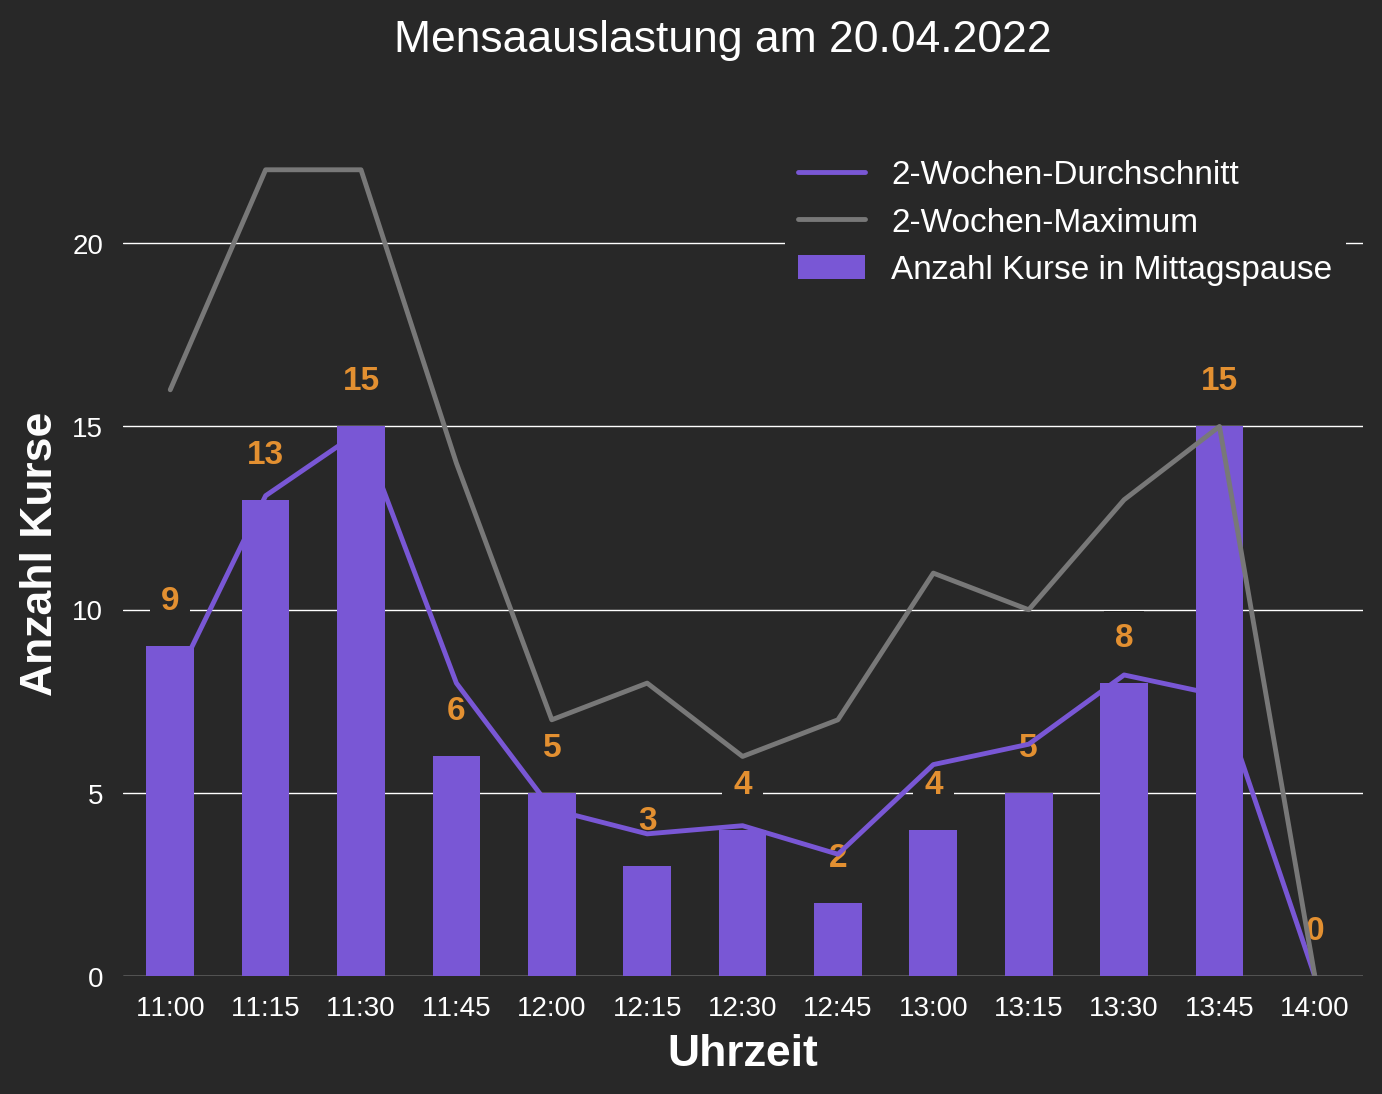 Mensaauslastung am 20.04.2022
2-Wochen-Durchschnitt
2-Wochen-Maximum
Anzahl Kurse in Mittagspause
Anzahl Kurse
20
15
10
5
0
9
13
15
6
5
3
4
2
4
5
8
15
0
11:00 11:15 11:30 11:45 12:00 12:15 12:30 12:45 13:00 13:15 13:30 13:45 14:00
Uhrzeit